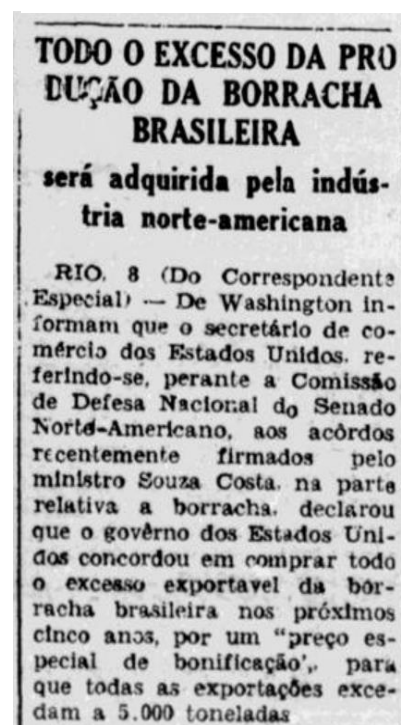 TODO O EXCESSO DA PRO
DUÇÃO DA BORRACHA
BRASILEIRA
será adquirida pela indús-
tria norte-americana
RIO, 8 (Do Correspondente
Especial) — De Washington in-
formam que o secretário de co-
mércio dos Estados Unidos, re-
ferindo-se, perante a Comissão
de Defesa Nacional do Senado
Norte-Americano, aos acôrdos
recentemente firmados pelo
ministro Souza Costa, na parte
relativa a borracha, declarou
que o govêrno dos Estados Uni-
dos concordou em comprar todo
o excesso exportavel da bor-
racha brasileira nos próximos
cinco anos, por um "preço es-
pecial de bonificação', para
que todas as exportações exce-
dam a 5.000 toneladas